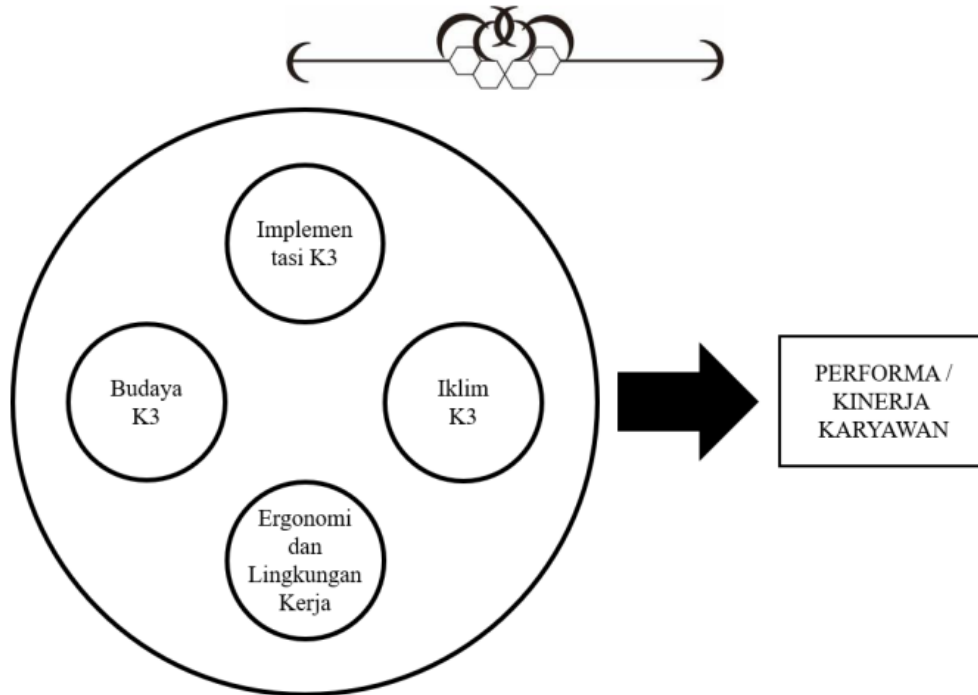 Implemen
tasi K3
Budaya
K3
Iklim
K3
Ergonomi
dan
Lingkungan
Kerja
PERFORMA /
KINERJA
KARYAWAN